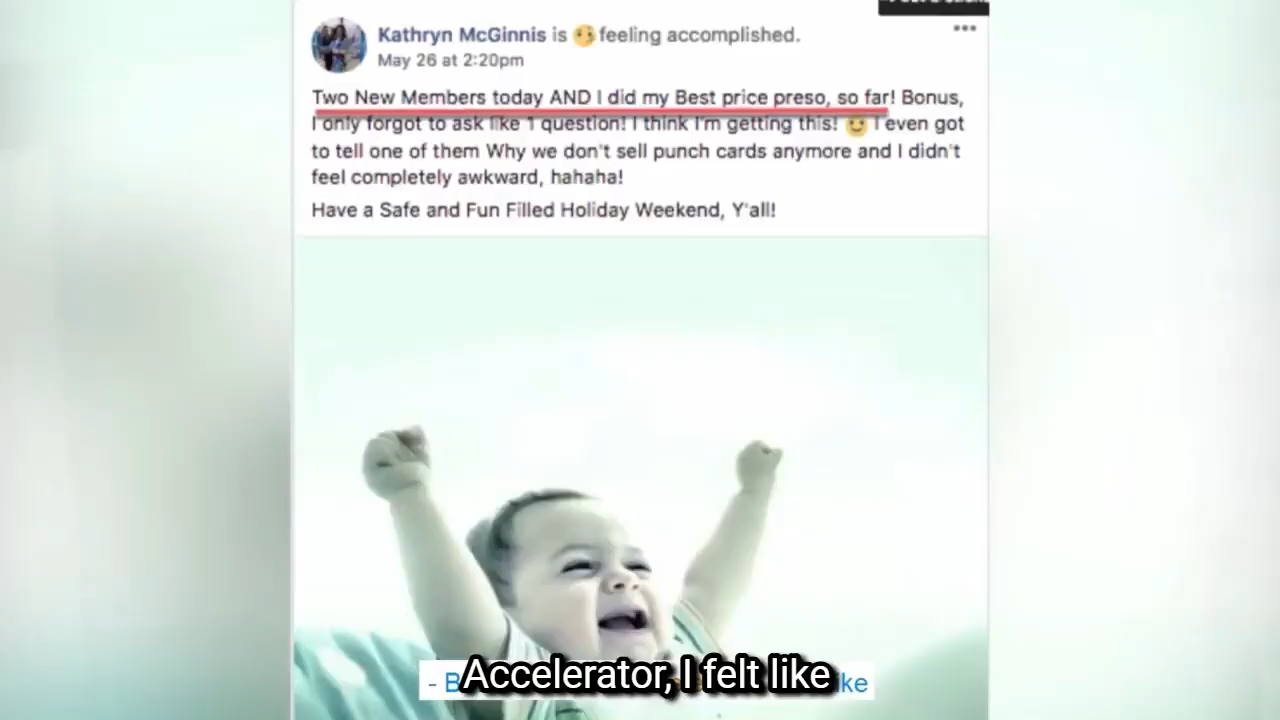 Kathryn McGinnis is feeling accomplished.
May 26 at 2:20pm
Two New Members today AND I did my Best price preso, so far! Bonus,
I only forgot to ask like 1 question! I think I'm getting this! I even got
to tell one of them Why we don't sell punch cards anymore and I didn't
feel completely awkward, hahaha!
Have a Safe and Fun Filled Holiday Weekend, Y'all!
Accelerator, I felt like